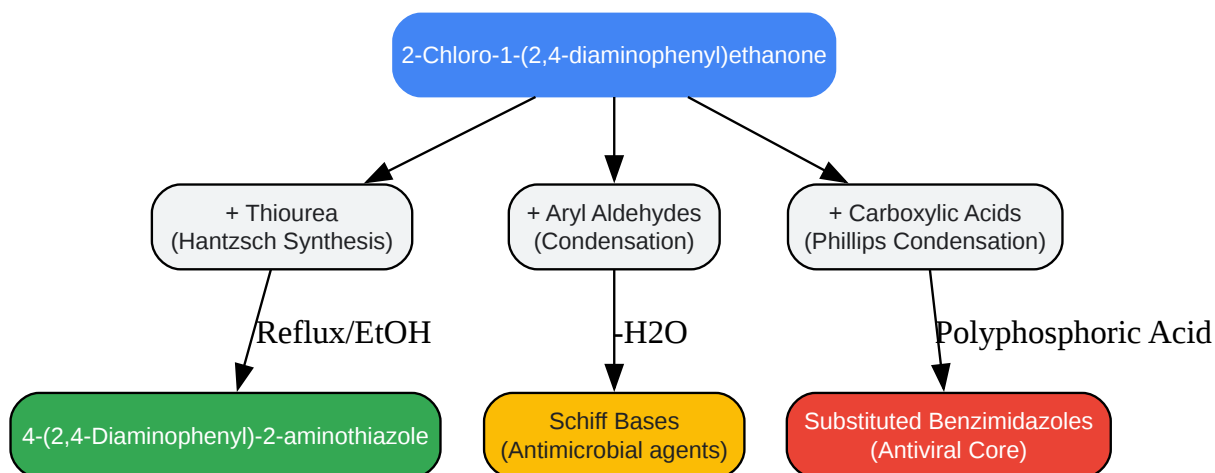 2-Chloro-1-(2,4-diaminophenyl)ethanone
+ Thiourea
(Hantzsch Synthesis)
+ Aryl Aldehydes
(Condensation)
+ Carboxylic Acids
(Phillips Condensation)
Reflux/EtOH
-H2O
Polyphosphoric Acid
4-(2,4-Diaminophenyl)-2-aminothiazole
Schiff Bases
(Antimicrobial agents)
Substituted Benzimidazoles
(Antiviral Core)